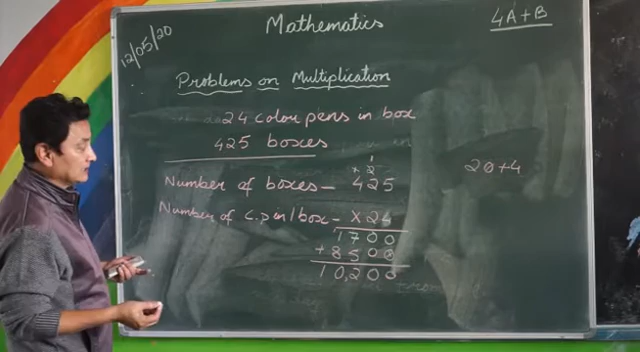 Mathematics
4A+B
12/05/20
Problems on Multiplication
24 colour pens in box
425 boxes
Number of boxes - 425
20+4
Number of c.p in/box - x24
1700
+8500
10,200